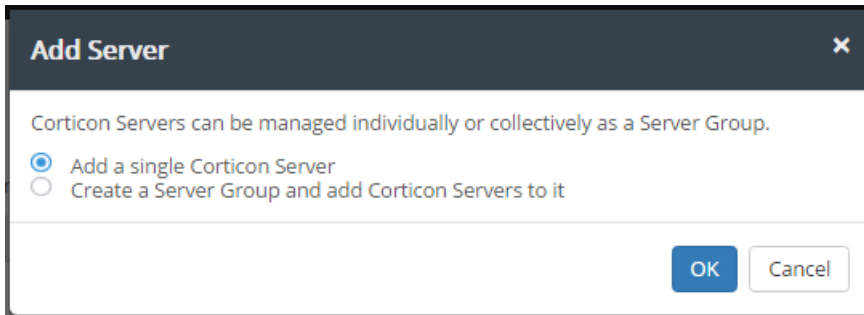 Add Server
×
Corticon Servers can be managed individually or collectively as a Server Group.
Add a single Corticon Server
Create a Server Group and add Corticon Servers to it
OK Cancel